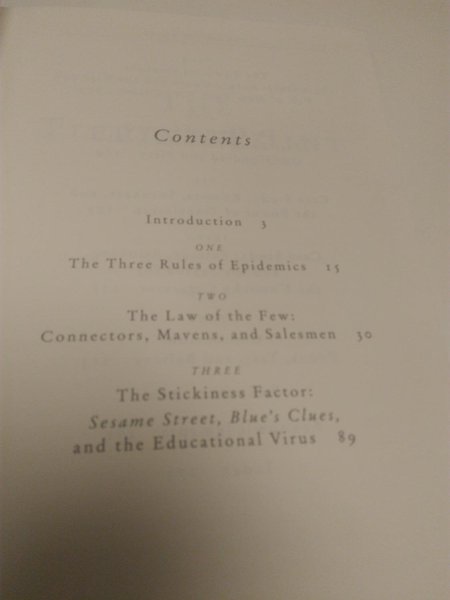 Contents
Introduction 3
ONE
The Three Rules of Epidemics 15
TWO
The Law of the Few:
Connectors, Mavens, and Salesmen 30
THREE
The Stickiness Factor:
Sesame Street, Blue's Clues,
and the Educational Virus 89